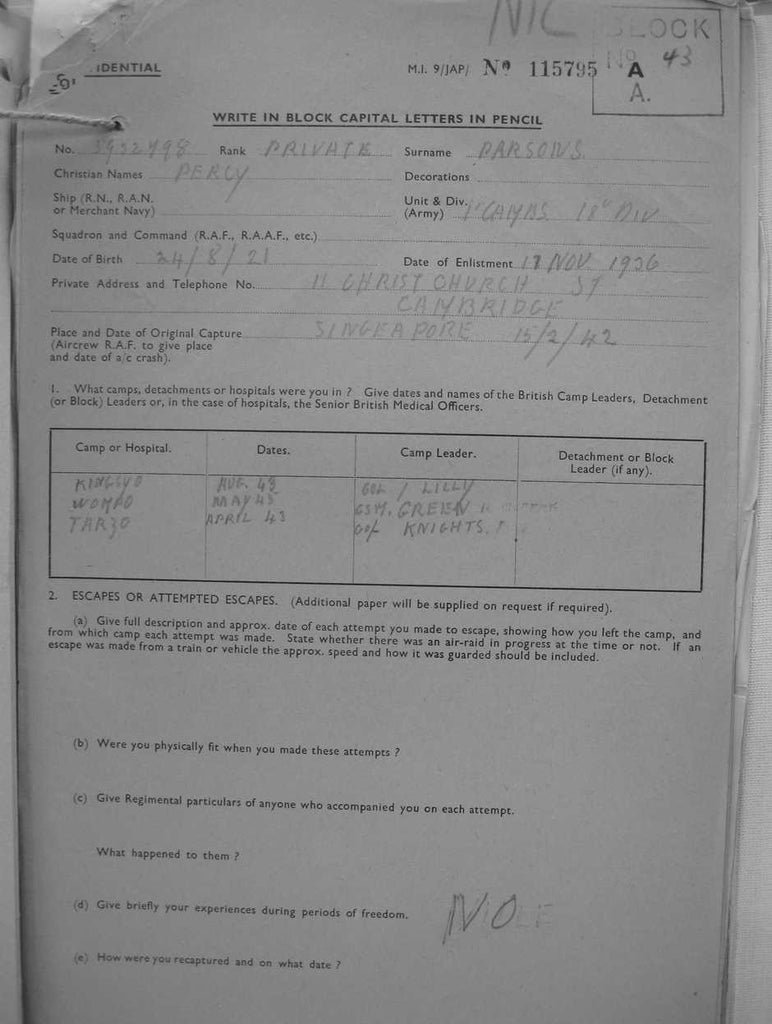 NIL BLOCK
IDENTIAL M.I. 9/JAP/ Nº 115795 A 43
A.
WRITE IN BLOCK CAPITAL LETTERS IN PENCIL
No. Rank PRIVATE Surname PARSONS
Christian Names PERCY Decorations
Ship (R.N., R.A.N. or Merchant Navy) Unit & Div. (Army) 1 CAMBS 18 DIV
Squadron and Command (R.A.F., R.A.A.F., etc.)
Date of Birth 24/8/21 Date of Enlistment 17 NOV 1936
Private Address and Telephone No. 11 CHRISTCHURCH ST
CAMBRIDGE
Place and Date of Original Capture SINGEAPORE 15/2/42
(Aircrew R.A.F. to give place
and date of a/c crash).
1. What camps, detachments or hospitals were you in ? Give dates and names of the British Camp Leaders, Detachment
(or Block) Leaders or, in the case of hospitals, the Senior British Medical Officers.
Camp or Hospital. Dates. Camp Leader. Detachment or Block Leader (if any).
KINGSYO AUG. 43 COL / LILLY
WOMPO MAY 43 GREEN
TARSO APRIL 43 COL KNIGHTS.
2. ESCAPES OR ATTEMPTED ESCAPES. (Additional paper will be supplied on request if required).
(a) Give full description and approx. date of each attempt you made to escape, showing how you left the camp, and
from which camp each attempt was made. State whether there was an air-raid in progress at the time or not. If an
escape was made from a train or vehicle the approx. speed and how it was guarded should be included.
(b) Were you physically fit when you made these attempts ?
(c) Give Regimental particulars of anyone who accompanied you on each attempt.
What happened to them ?
(d) Give briefly your experiences during periods of freedom. NO
(e) How were you recaptured and on what date ?